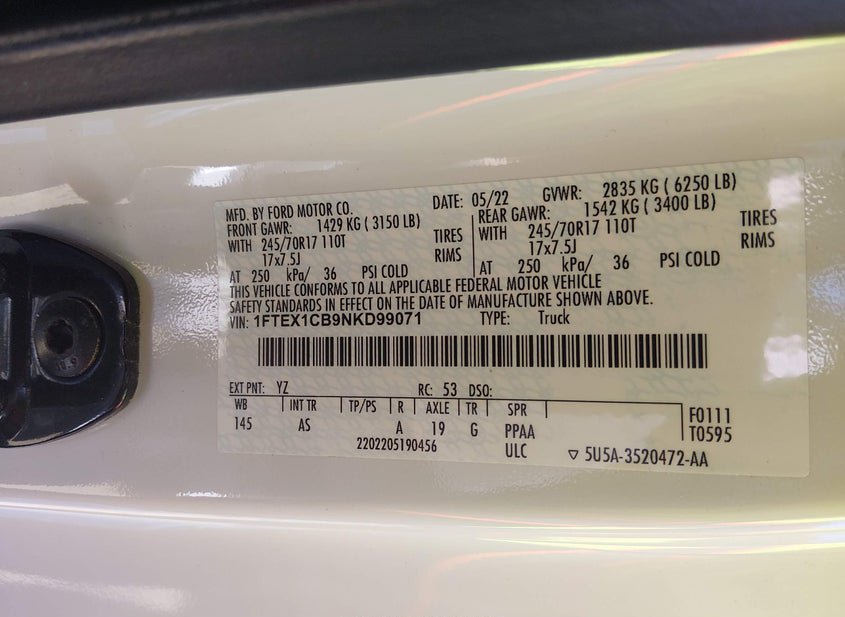 MFD. BY FORD MOTOR CO. DATE: 05/22 GVWR: 2835 KG ( 6250 LB)
FRONT GAWR: 1429 KG ( 3150 LB) REAR GAWR: 1542 KG ( 3400 LB)
WITH 245/70R17 110T TIRES WITH 245/70R17 110T TIRES
17x7.5J RIMS 17x7.5J RIMS
AT 250 kPa/ 36 PSI COLD AT 250 kPa/ 36 PSI COLD
THIS VEHICLE CONFORMS TO ALL APPLICABLE FEDERAL MOTOR VEHICLE
SAFETY STANDARDS IN EFFECT ON THE DATE OF MANUFACTURE SHOWN ABOVE.
VIN: 1FTEX1CB9NKD99071 TYPE: Truck
EXT PNT: YZ RC: 53 DSO:
WB INT TR TP/PS R AXLE TR SPR F0111
145 AS A 19 G PPAA T0595
2202205190456 ULC ▽ 5U5A-3520472-AA